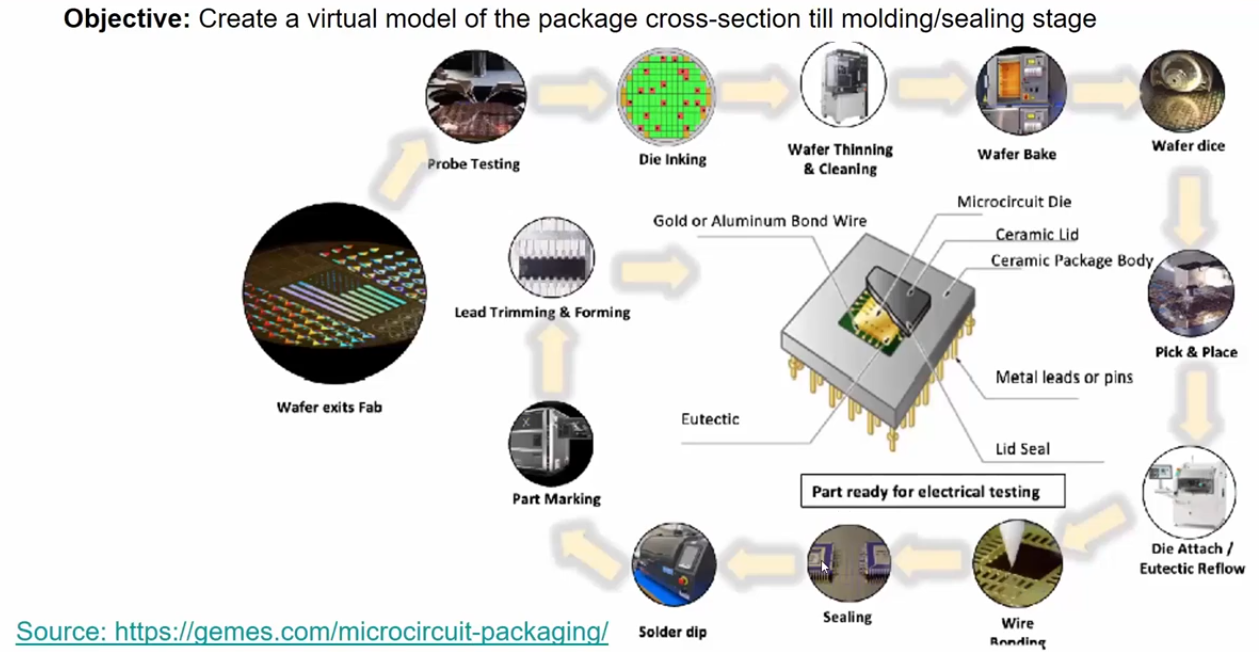 Objective: Create a virtual model of the package cross-section till molding/sealing stage
Probe Testing
Die Inking
Wafer Thinning
& Cleaning
Wafer Bake
Wafer dice
Microcircuit Die
Gold or Aluminum Bond Wire
Ceramic Lid
Ceramic Package Body
Lead Trimming & Forming
Pick & Place
Wafer exits Fab
Metal leads or pins
Eutectic
Lid Seal
Part Marking
Part ready for electrical testing
Die Attach /
Eutectic Reflow
Sealing
Wire
Bonding
Solder dip
Source: https://gemes.com/microcircuit-packaging/